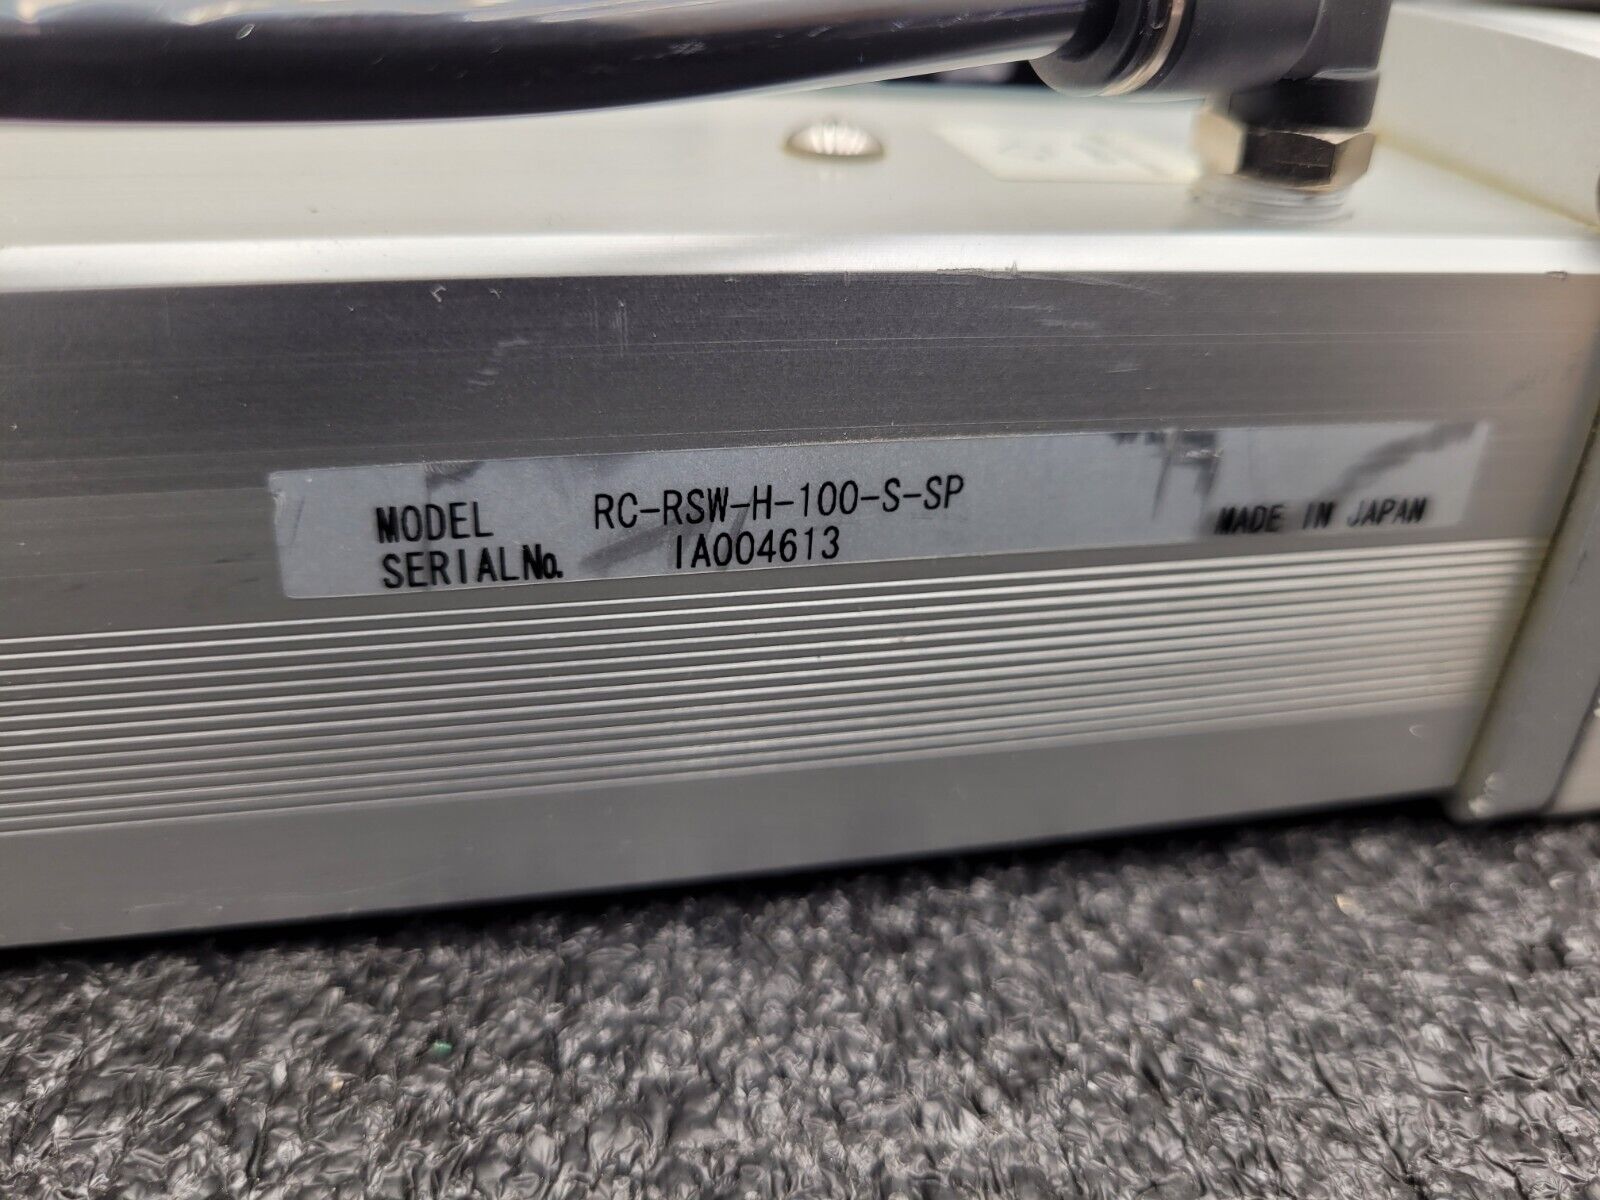 MODEL RC-RSW-H-100-S-SP
SERIALNo. IA004613
MADE IN JAPAN